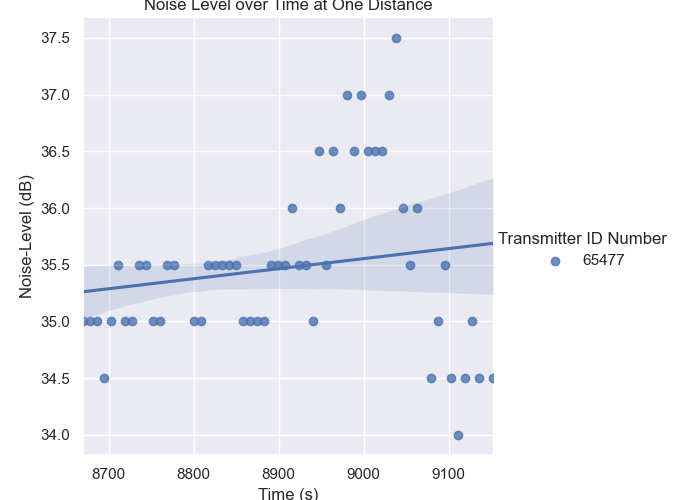 Noise Level over Time at One Distance
37.5
37.0
36.5
36.0
35.5
35.0
34.5
34.0
Noise-Level (dB)
8700 8800 8900 9000 9100
Time (s)
Transmitter ID Number
65477